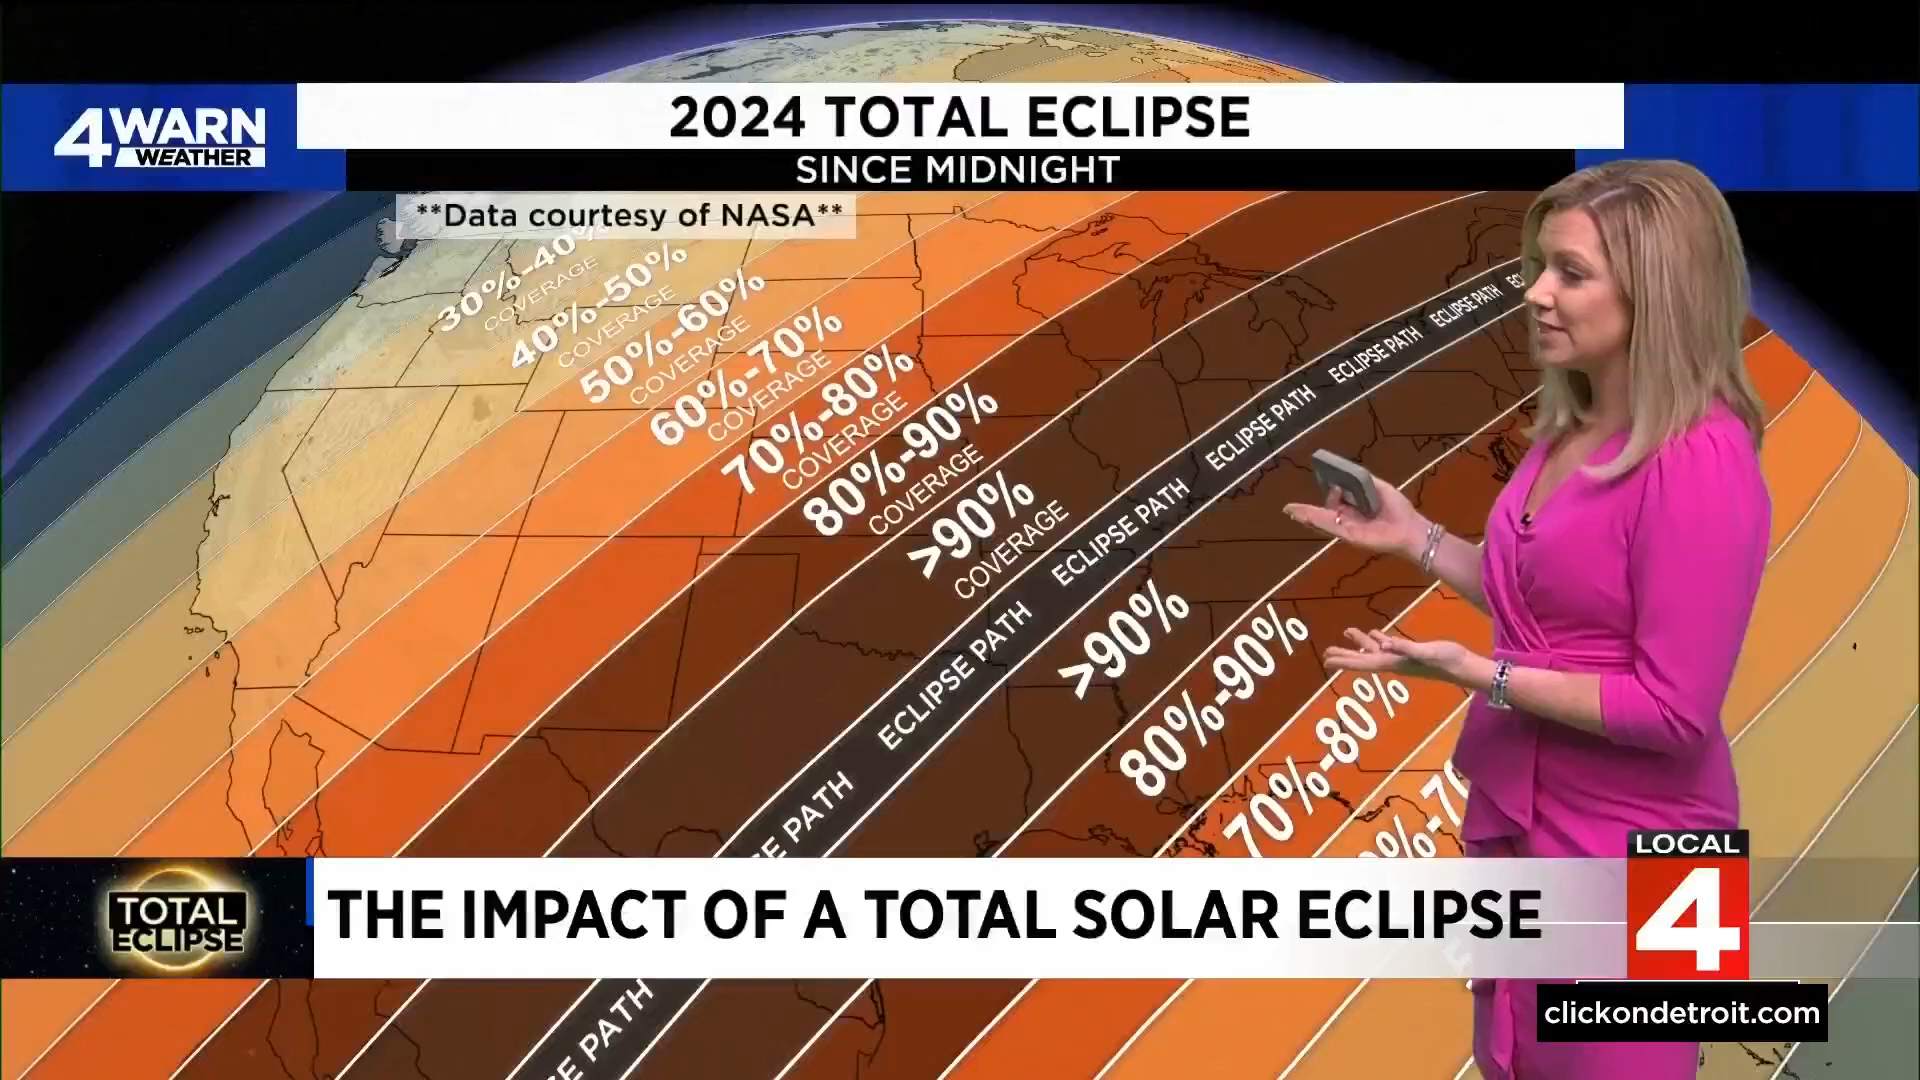 2024 TOTAL ECLIPSE
4WARN
WEATHER
SINCE MIDNIGHT
**Data courtesy of NASA**
30%-40%
COVERAGE
40%-50%
COVERAGE
50%-60%
COVERAGE
60%-70%
COVERAGE
70%-80%
COVERAGE
80%-90%
COVERAGE
>90%
COVERAGE
ECLIPSE PATH
ECLIPSE PATH
ECLIPSE PATH
ECLIPSE PATH
ECLIPSE PATH
PATH
PATH
>90%
80%-90%
70%-80%
TOTAL
ECLIPSE
THE IMPACT OF A TOTAL SOLAR ECLIPSE
LOCAL
4
clickondetroit.com